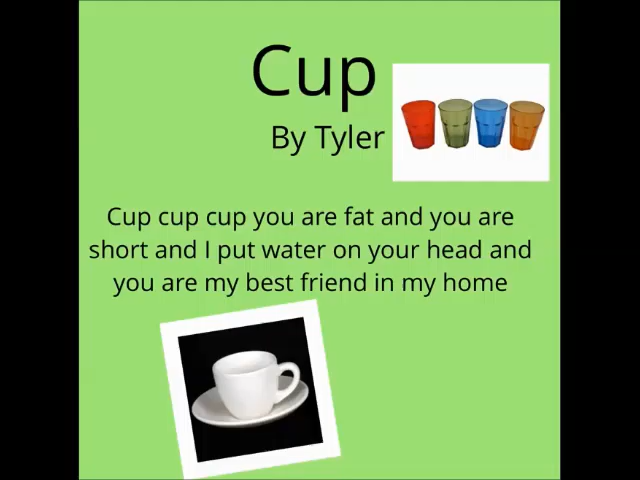 Cup
By Tyler
Cup cup cup you are fat and you are
short and I put water on your head and
you are my best friend in my home